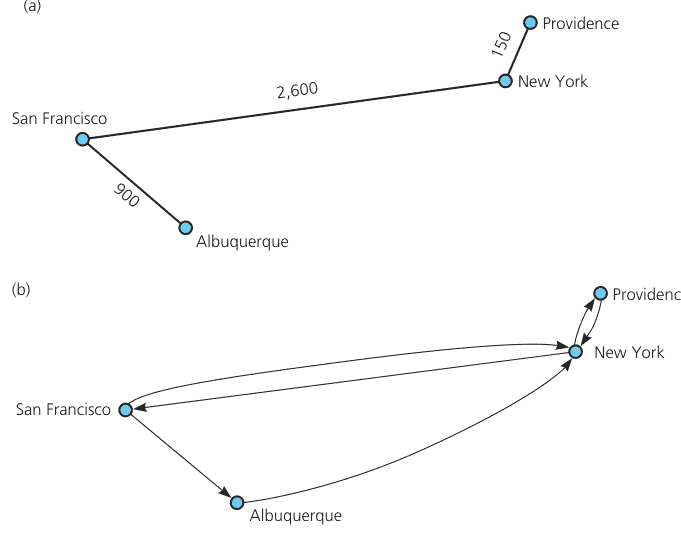 (a)
Providence
150
New York
2,600
San Francisco
900
Albuquerque
(b)
Providenc
New York
San Francisco
Albuquerque